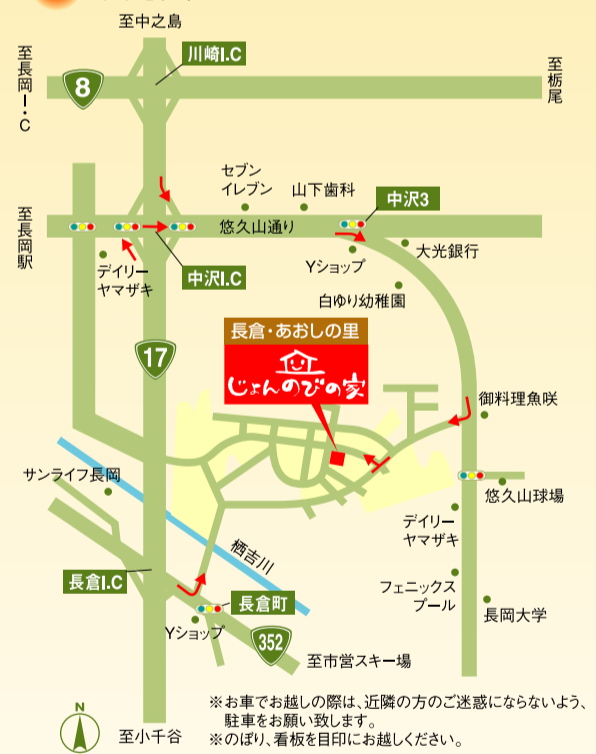 至中之島
川崎I.C
至長岡I・C
8
至栃尾
セブン
イレブン
山下歯科
中沢3
至長岡駅
悠久山通り
大光銀行
Yショップ
デイリー
ヤマザキ
中沢I.C
白ゆり幼稚園
長倉・あおしの里
じょんのびの家
17
御料理魚咲
サンライフ長岡
悠久山球場
デイリー
ヤマザキ
栖吉川
長倉I.C
フェニックス
プール
長倉町
長岡大学
Yショップ
352
至市営スキー場
※お車でお越しの際は、近隣の方のご迷惑にならないよう、
駐車をお願い致します。
※のぼり、看板を目印にお越しください。
N
至小千谷